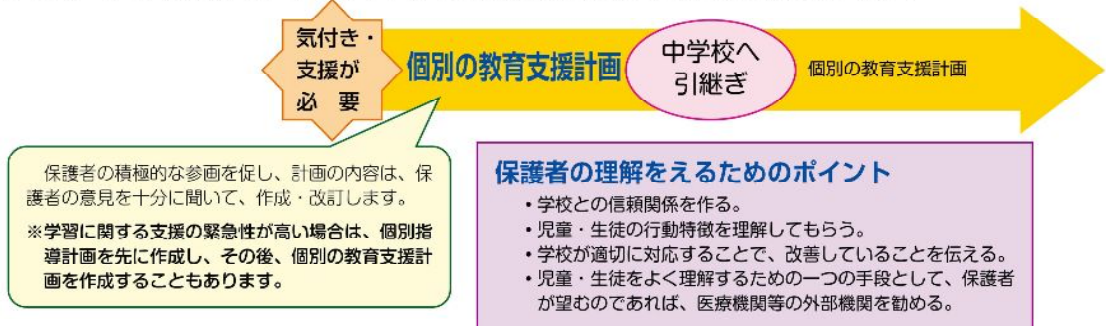 気付き・
支援が
必　要
個別の教育支援計画
中学校へ
引継ぎ
個別の教育支援計画
保護者の積極的な参画を促し、計画の内容は、保
護者の意見を十分に聞いて、作成・改訂します。
※学習に関する支援の緊急性が高い場合は、個別指
導計画を先に作成し、その後、個別の教育支援計
画を作成することもあります。
保護者の理解をえるためのポイント
・学校との信頼関係を作る。
・児童・生徒の行動特徴を理解してもらう。
・学校が適切に対応することで、改善していることを伝える。
・児童・生徒をよく理解するための一つの手段として、保護者
が望むのであれば、医療機関等の外部機関を勧める。